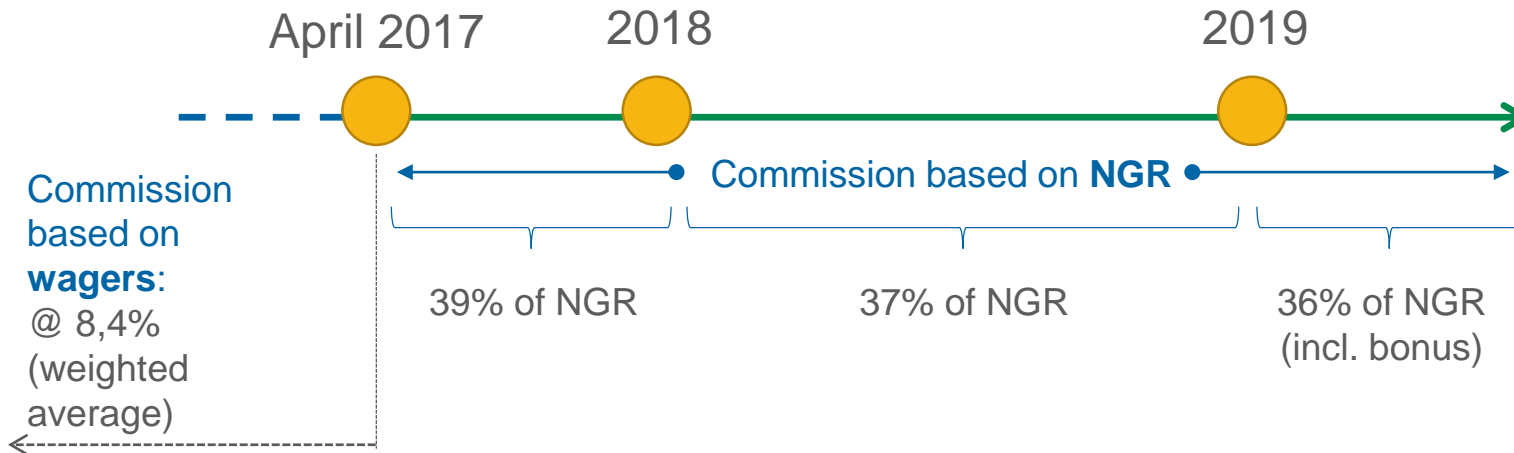 April 2017
2018
2019
Commission
based on
wagers:
@ 8,4%
(weighted
average)
Commission based on NGR
39% of NGR
37% of NGR
36% of NGR
(incl. bonus)